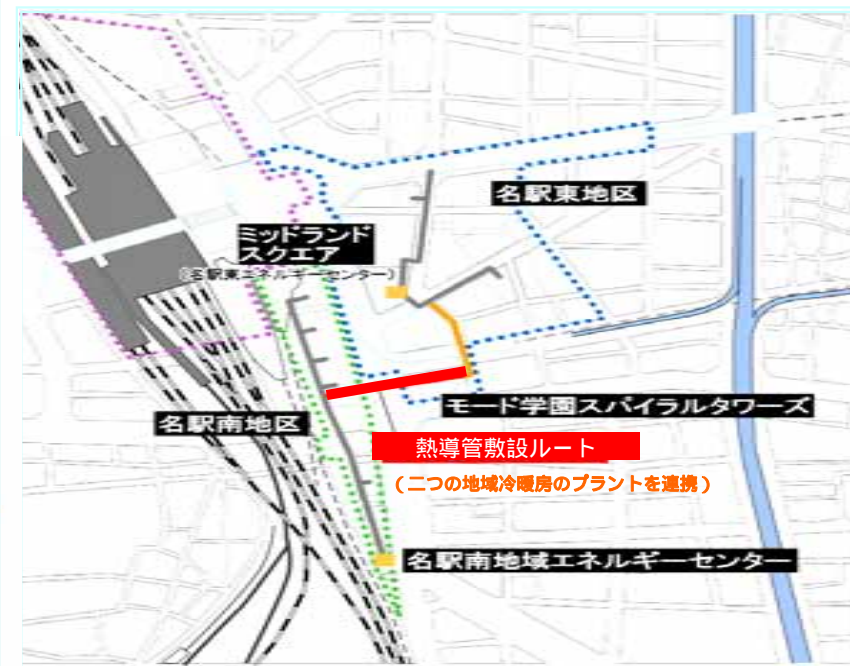 名駅東地区
ミッドランド
スクエア
(名駅東エネルギーセンター)
モード学園スパイラルタワーズ
名駅南地区
熱導管敷設ルート
(二つの地域冷暖房のプラントを連携)
名駅南地域エネルギーセンター